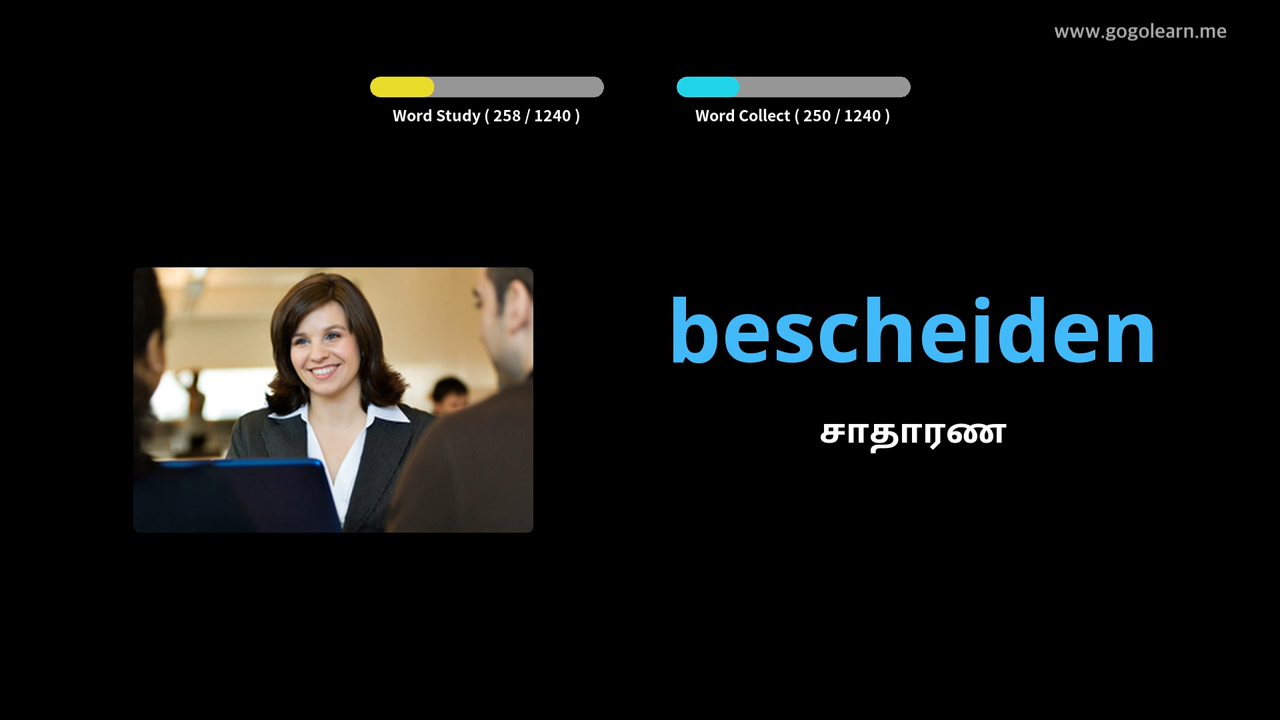 www.gogolearn.me
Word Study ( 258 / 1240 )
Word Collect ( 250 / 1240 )
bescheiden
சாதாரண